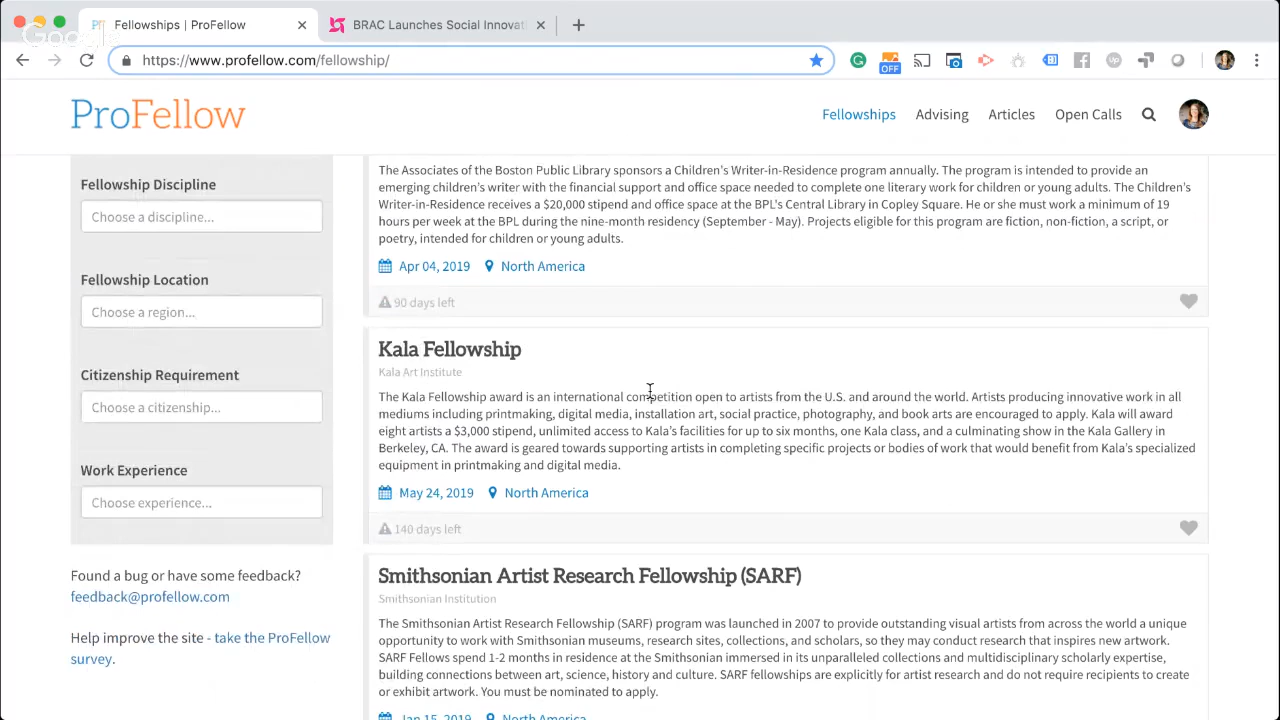 Fellowships | ProFellow
BRAC Launches Social Innovat
https://www.profellow.com/fellowship/
OFF
ProFellow
Fellowships
Advising
Articles
Open Calls
Fellowship Discipline
Choose a discipline...
Fellowship Location
Choose a region...
Citizenship Requirement
Choose a citizenship...
Work Experience
Choose experience...
Found a bug or have some feedback?
feedback@profellow.com
Help improve the site - take the ProFellow
survey.
The Associates of the Boston Public Library sponsors a Children's Writer-in-Residence program annually. The program is intended to provide an
emerging children's writer with the financial support and office space needed to complete one literary work for children or young adults. The Children's
Writer-in-Residence receives a $20,000 stipend and office space at the BPL's Central Library in Copley Square. He or she must work a minimum of 19
hours per week at the BPL during the nine-month residency (September - May). Projects eligible for this program are fiction, non-fiction, a script, or
poetry, intended for children or young adults.
Apr 04, 2019 North America
90 days left
Kala Fellowship
Kala Art Institute
The Kala Fellowship award is an international competition open to artists from the U.S. and around the world. Artists producing innovative work in all
mediums including printmaking, digital media, installation art, social practice, photography, and book arts are encouraged to apply. Kala will award
eight artists a $3,000 stipend, unlimited access to Kala's facilities for up to six months, one Kala class, and a culminating show in the Kala Gallery in
Berkeley, CA. The award is geared towards supporting artists in completing specific projects or bodies of work that would benefit from Kala's specialized
equipment in printmaking and digital media.
May 24, 2019 North America
140 days left
Smithsonian Artist Research Fellowship (SARF)
Smithsonian Institution
The Smithsonian Artist Research Fellowship (SARF) program was launched in 2007 to provide outstanding visual artists from across the world a unique
opportunity to work with Smithsonian museums, research sites, collections, and scholars, so they may conduct research that inspires new artwork.
SARF Fellows spend 1-2 months in residence at the Smithsonian immersed in its unparalleled collections and multidisciplinary scholarly expertise,
building connections between art, science, history and culture. SARF fellowships are explicitly for artist research and do not require recipients to create
or exhibit artwork. You must be nominated to apply.
Jan 15, 2019 North America